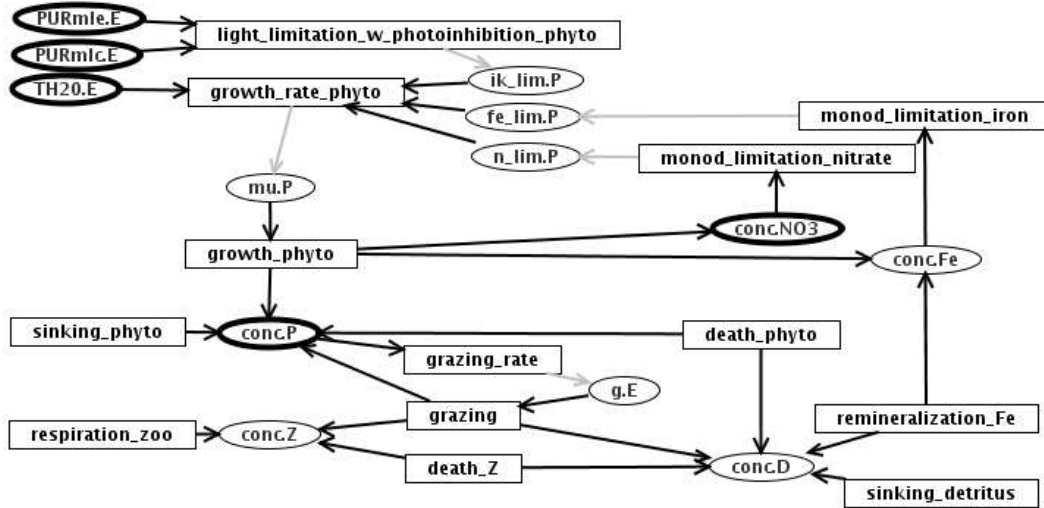 PURmle.E
light_limitation_w_photoinhibition_phyto
PURmlc.E
ik_lim.P
TH20.E
growth_rate_phyto
fe_lim.P
monod_limitation_iron
n_lim.P
monod_limitation_nitrate
mu.P
conc.NO3
growth_phyto
conc.Fe
sinking_phyto
conc.P
death_phyto
grazing_rate
g.E
grazing
remineralization_Fe
respiration_zoo
conc.Z
death_Z
conc.D
sinking_detritus